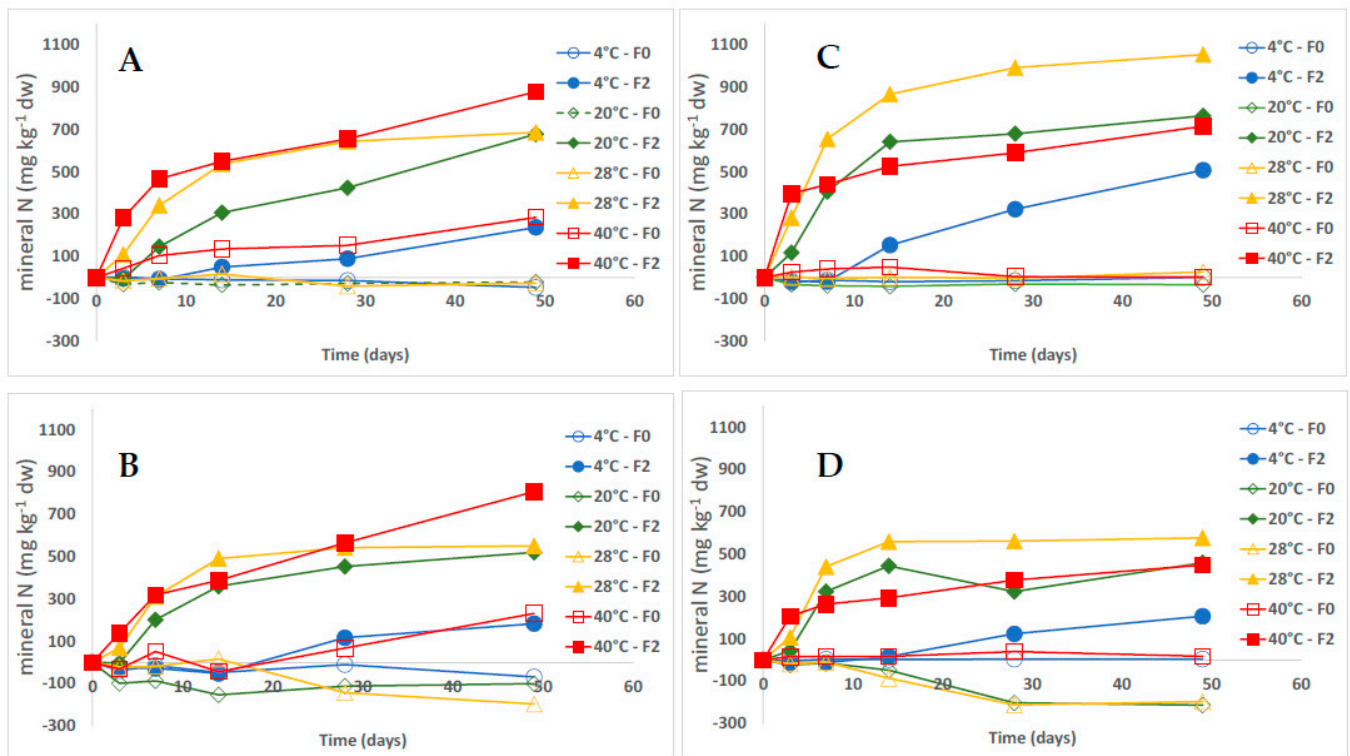 A
1100
900
700
500
300
100
-100
-300
mineral N (mg kg-1 dw)
0 10 20 30 40 50 60
Time (days)
4°C - F0
4°C - F2
20°C - F0
20°C - F2
28°C - F0
28°C - F2
40°C - F0
40°C - F2
C
1100
900
700
500
300
100
-100
-300
mineral N (mg kg-1 dw)
0 10 20 30 40 50 60
Time (days)
4°C - F0
4°C - F2
20°C - F0
20°C - F2
28°C - F0
28°C - F2
40°C - F0
40°C - F2
B
1100
900
700
500
300
100
-100
-300
mineral N (mg kg-1 dw)
0 10 20 30 40 50 60
Time (days)
4°C - F0
4°C - F2
20°C - F0
20°C - F2
28°C - F0
28°C - F2
40°C - F0
40°C - F2
D
1100
900
700
500
300
100
-100
-300
mineral N (mg kg-1 dw)
0 10 20 30 40 50 60
Time (days)
4°C - F0
4°C - F2
20°C - F0
20°C - F2
28°C - F0
28°C - F2
40°C - F0
40°C - F2